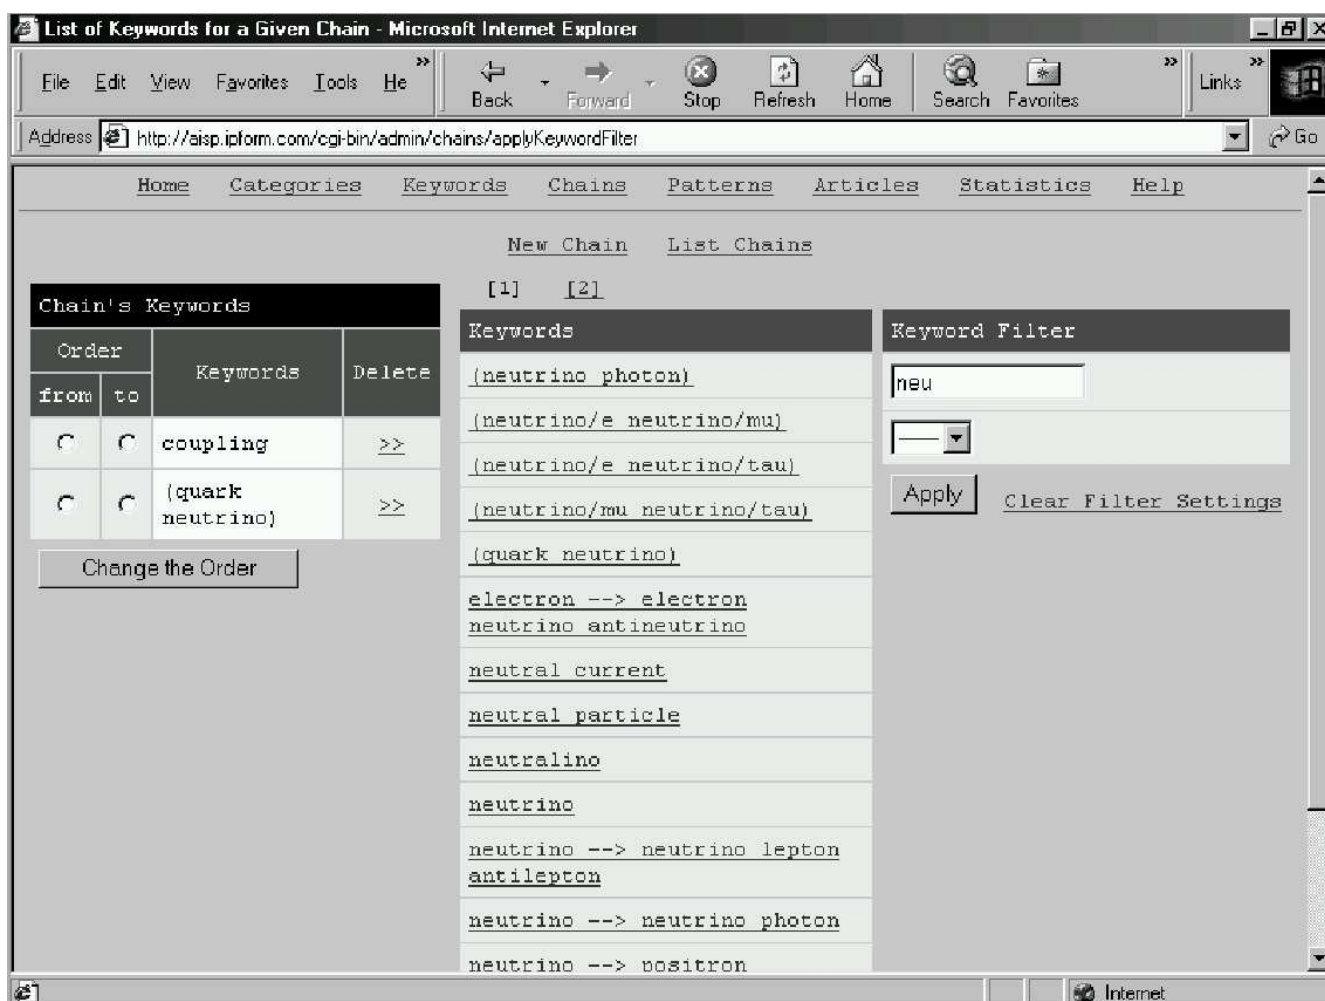 List of Keywords for a Given Chain - Microsoft Internet Explorer
File Edit View Favorites Tools He »
Back Forward Stop Refresh Home Search Favorites » Links »
Address http://aisp.ipform.com/cgi-bin/admin/chains/applyKeywordFilter Go
Home Categories Keywords Chains Patterns Articles Statistics Help
New Chain List Chains
Chain's Keywords
Order Keywords Delete
from to
coupling >>
(quark
neutrino) >>
Change the Order
[1] [2]
Keywords
(neutrino photon)
(neutrino/e neutrino/mu)
(neutrino/e neutrino/tau)
(neutrino/mu neutrino/tau)
(quark neutrino)
electron --> electron
neutrino antineutrino
neutral current
neutral particle
neutralino
neutrino
neutrino --> neutrino lepton
antilepton
neutrino --> neutrino photon
neutrino --> positron
Keyword Filter
neu
Apply Clear Filter Settings
Internet